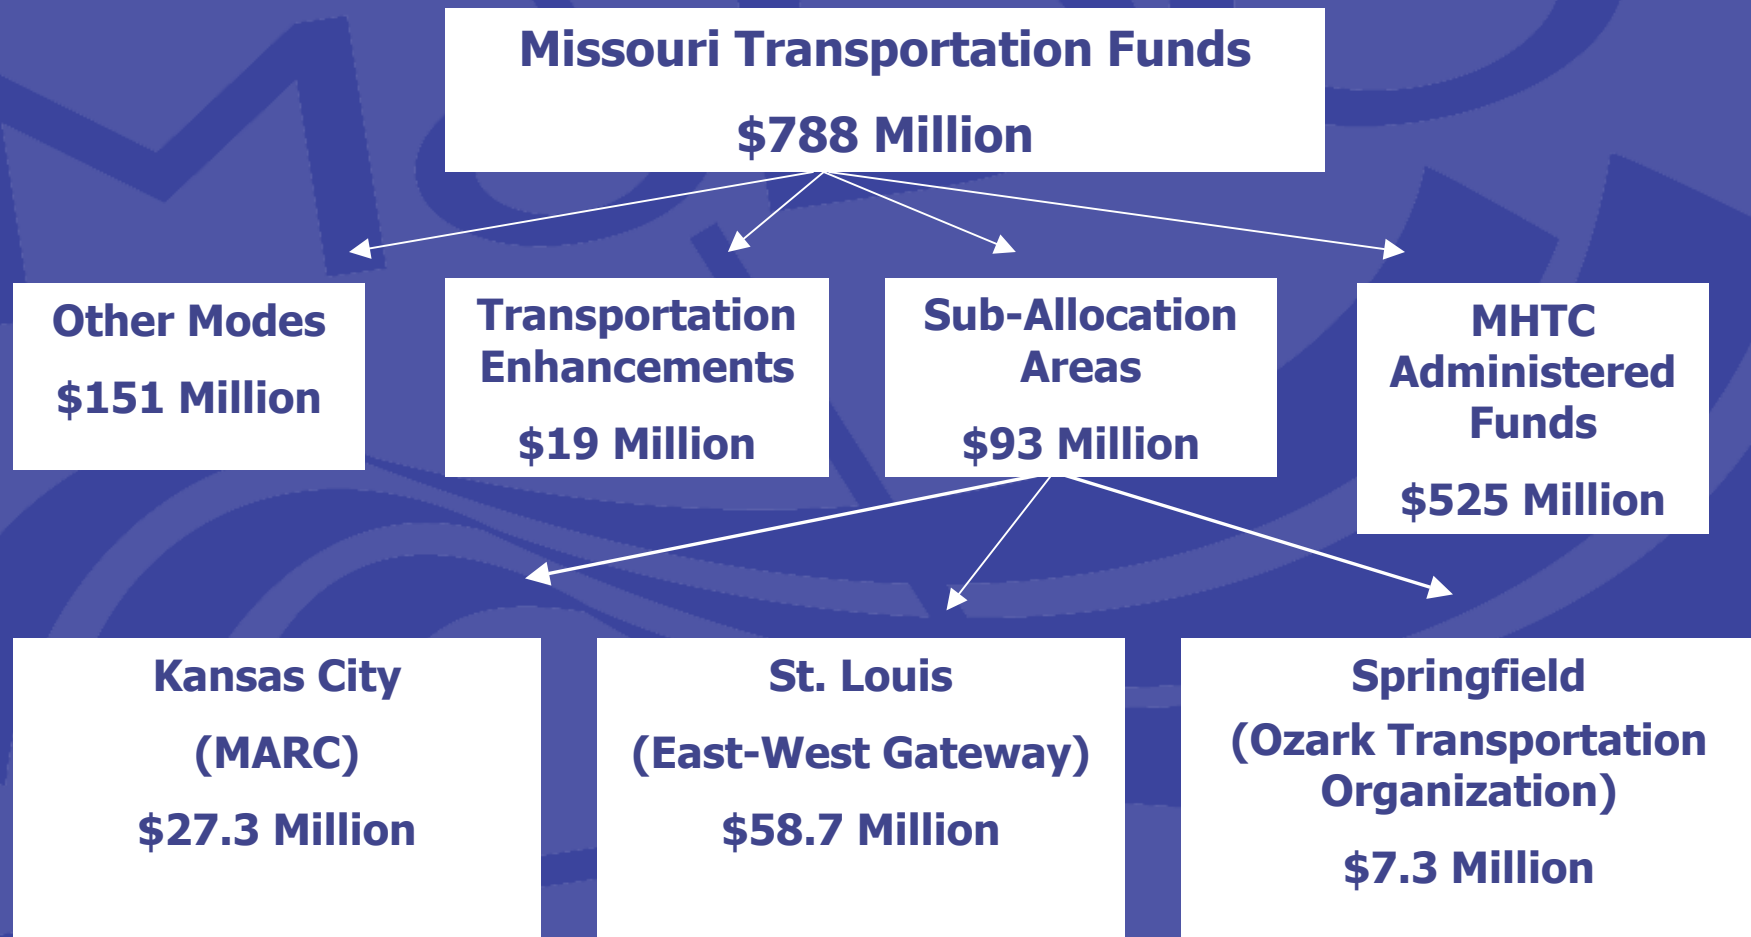 Missouri Transportation Funds
$788 Million
Other Modes
$151 Million
Transportation
Enhancements
$19 Million
Sub-Allocation
Areas
$93 Million
MHTC
Administered
Funds
$525 Million
Kansas City
(MARC)
$27.3 Million
St. Louis
(East-West Gateway)
$58.7 Million
Springfield
(Ozark Transportation
Organization)
$7.3 Million